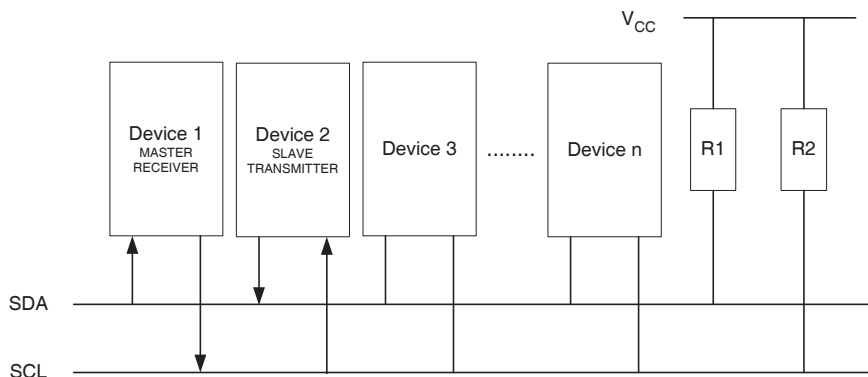 V_CC
Device 1
MASTER
RECEIVER
Device 2
SLAVE
TRANSMITTER
Device 3
........
Device n
R1
R2
SDA
SCL